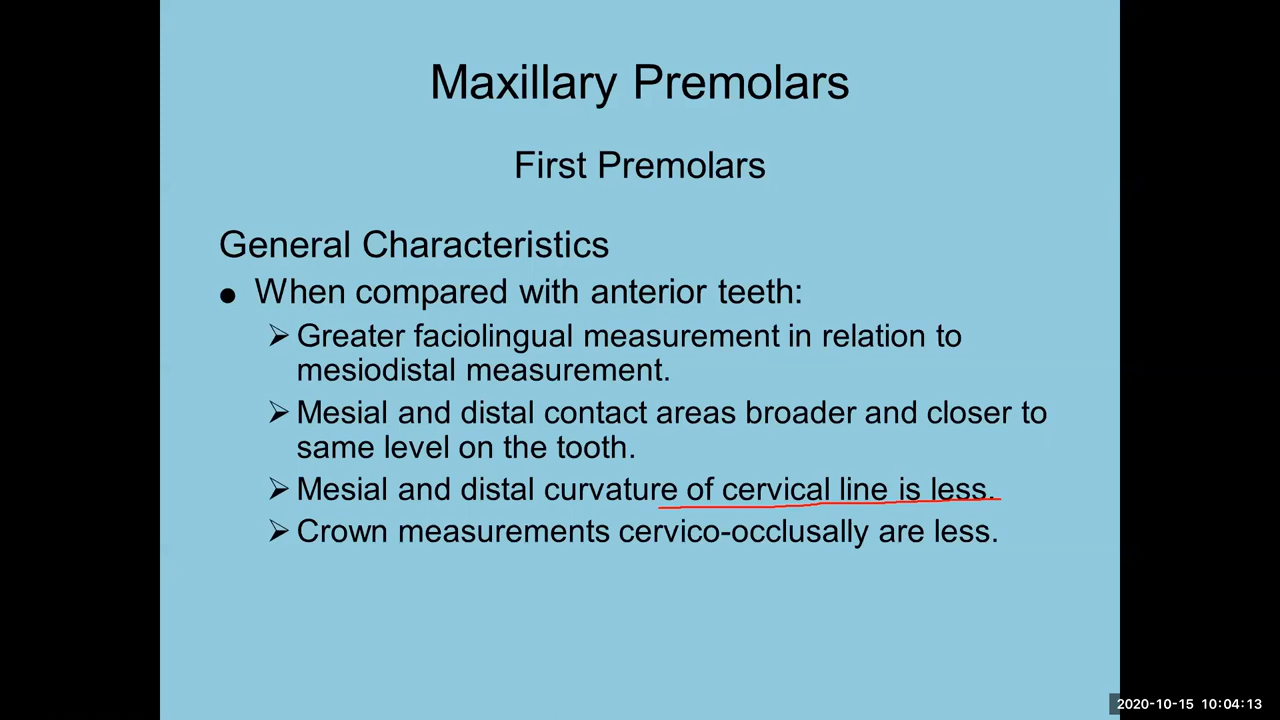 Maxillary Premolars
First Premolars
General Characteristics
● When compared with anterior teeth:
➢ Greater faciolingual measurement in relation to
mesiodistal measurement.
➢ Mesial and distal contact areas broader and closer to
same level on the tooth.
➢ Mesial and distal curvature of cervical line is less.
➢ Crown measurements cervico-occlusally are less.
2020-10-15 10:04:13